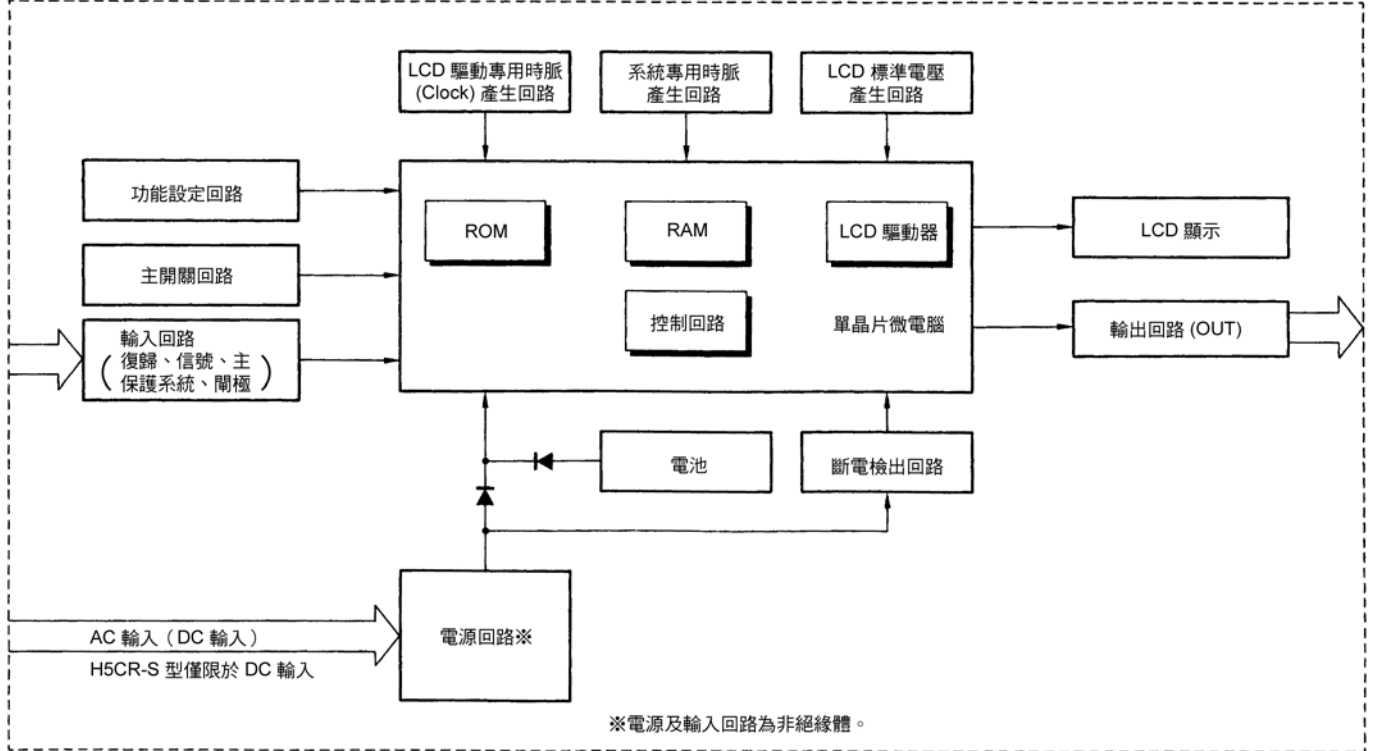 LCD 驅動專用時脈
(Clock) 產生回路
系統專用時脈
產生回路
LCD 標準電壓
產生回路
功能設定回路
主開關回路
輸入回路
(復歸、信號、主
保護系統、閘極)
ROM
RAM
LCD 驅動器
控制回路
單晶片微電腦
LCD 顯示
輸出回路 (OUT)
電池
斷電檢出回路
電源回路※
AC 輸入（DC 輸入）
H5CR-S 型僅限於 DC 輸入
※電源及輸入回路為非絕緣體。